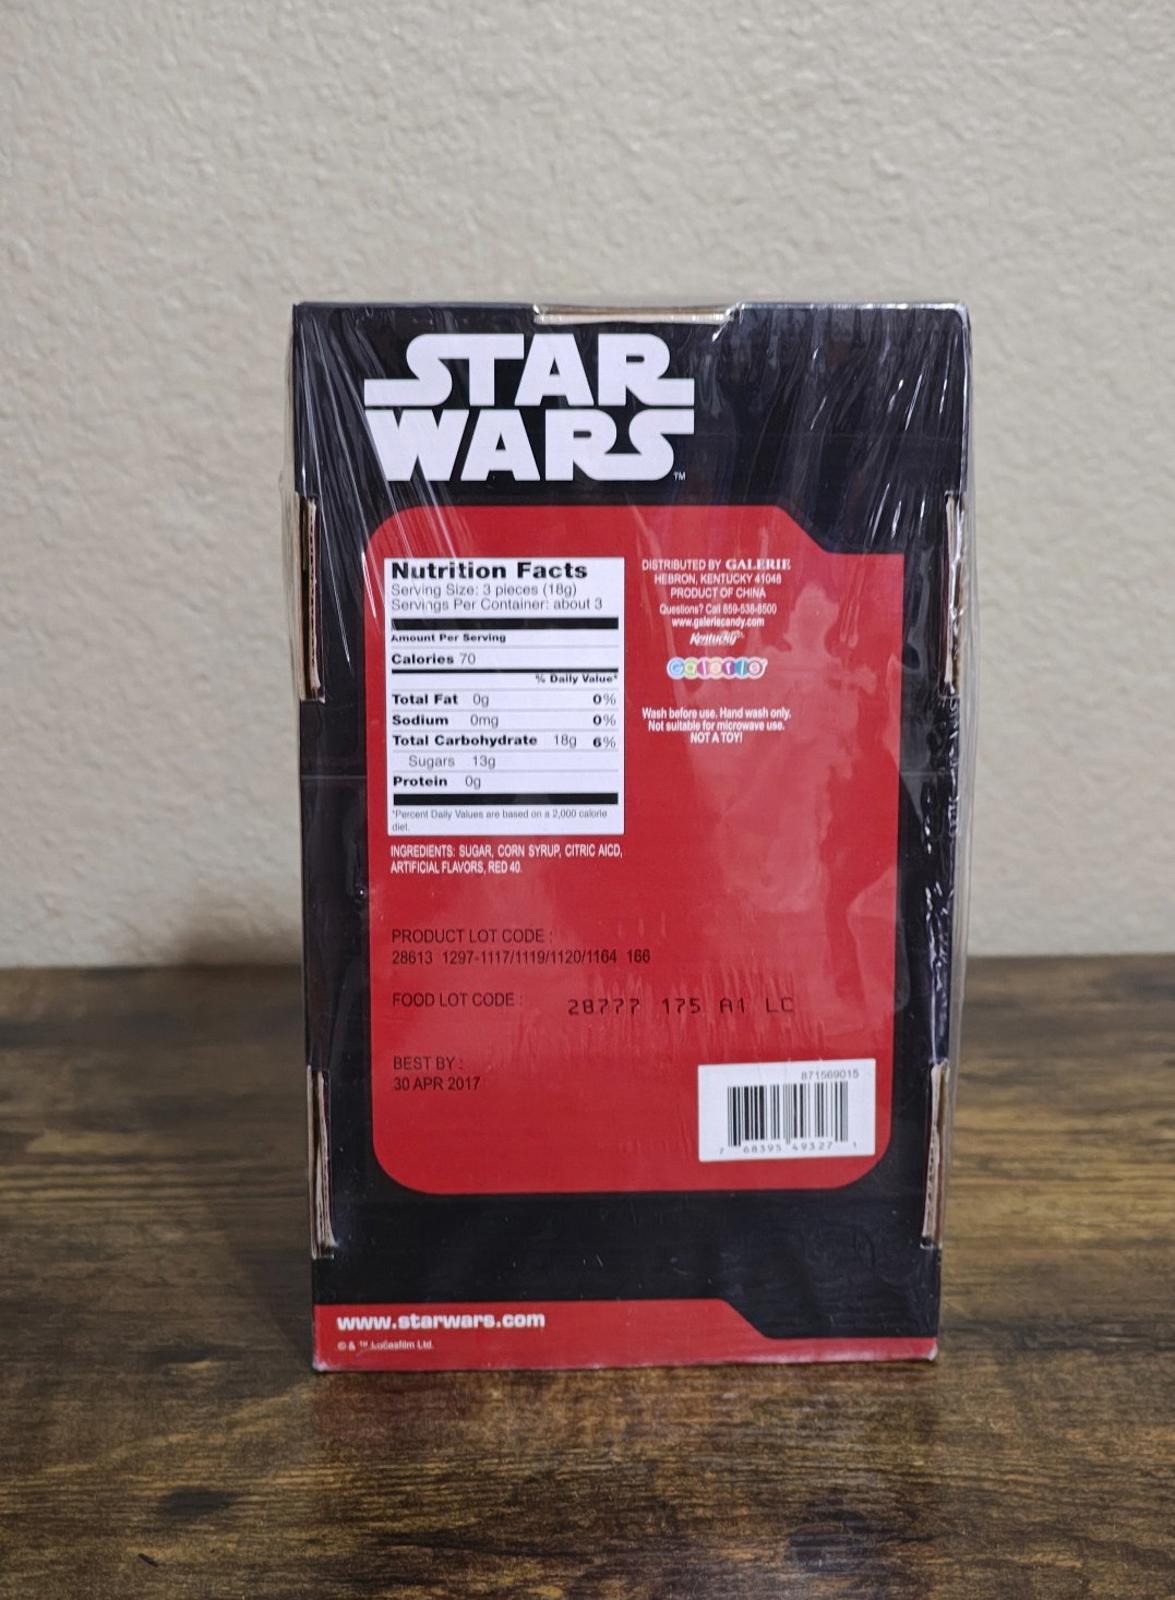 STAR
WARS
™
Nutrition Facts
Serving Size: 3 pieces (18g)
Servings Per Container: about 3
Amount Per Serving
Calories 70
% Daily Value*
Total Fat 0g 0%
Sodium 0mg 0%
Total Carbohydrate 18g 6%
Sugars 13g
Protein 0g
*Percent Daily Values are based on a 2,000 calorie
diet.
INGREDIENTS: SUGAR, CORN SYRUP, CITRIC AICD,
ARTIFICIAL FLAVORS, RED 40.
DISTRIBUTED BY GALERIE
HEBRON, KENTUCKY 41048
PRODUCT OF CHINA
Questions? Call 859-538-8500
www.galeriecandy.com
Kentucky
Galerie
Wash before use. Hand wash only.
Not suitable for microwave use.
NOT A TOY!
PRODUCT LOT CODE :
28613 1297-1117/1119/1120/1164 166
FOOD LOT CODE : 28777 175 A1 LC
BEST BY :
30 APR 2017
871569015
7 68395 49327 1
www.starwars.com
© & ™ Lucasfilm Ltd.